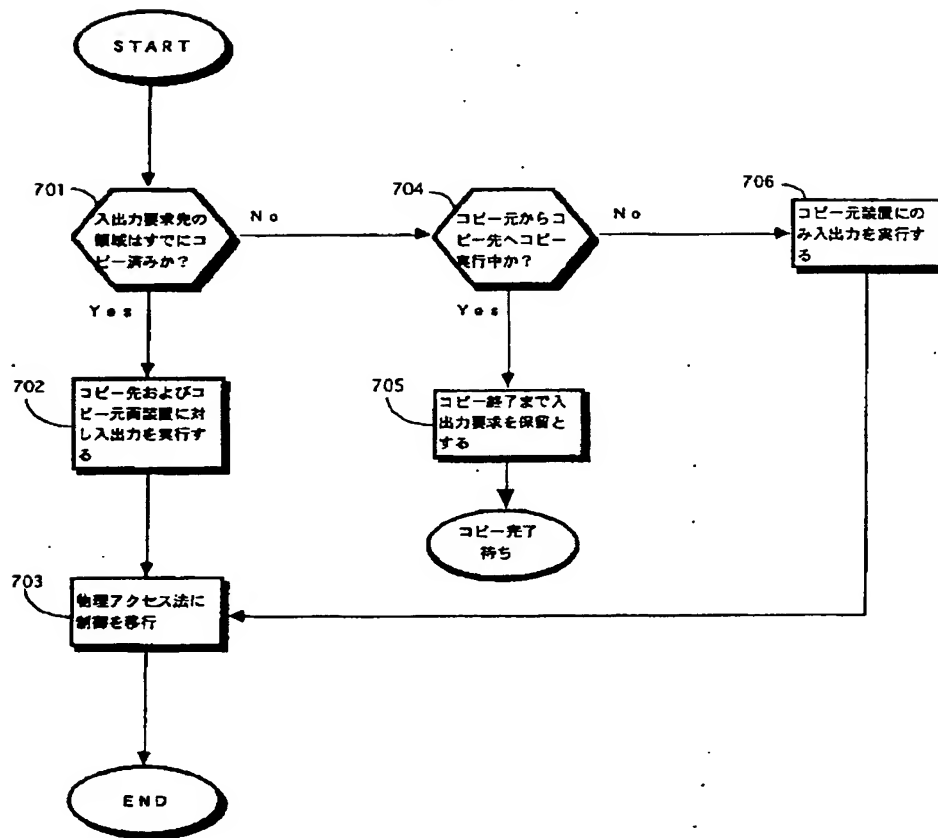 START
701
入出力要求先の
領域はすでにコ
ピー済みか？
No
Yes
704
コピー元からコ
ピー先へコピー
実行中か？
No
Yes
706
コピー元装置にの
み入出力を実行す
る
702
コピー先およびコ
ピー元両装置に対
し入出力を実行す
る
705
コピー終了まで入
出力要求を保留と
する
コピー完了
待ち
703
物理アクセス法に
制御を移行
END